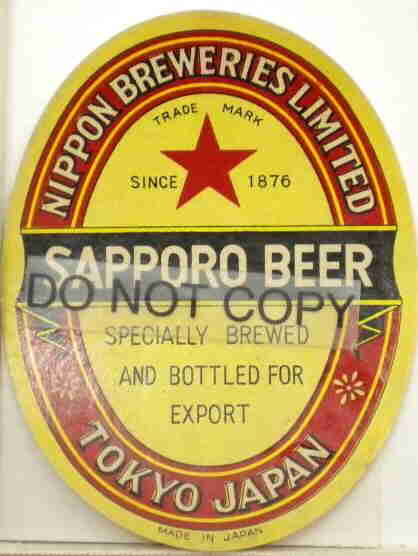 NIPPON BREWERIES LIMITED
TRADE MARK
SINCE 1876
SAPPORO BEER
DO NOT COPY
SPECIALLY BREWED
AND BOTTLED FOR
EXPORT
TOKYO JAPAN
MADE IN JAPAN